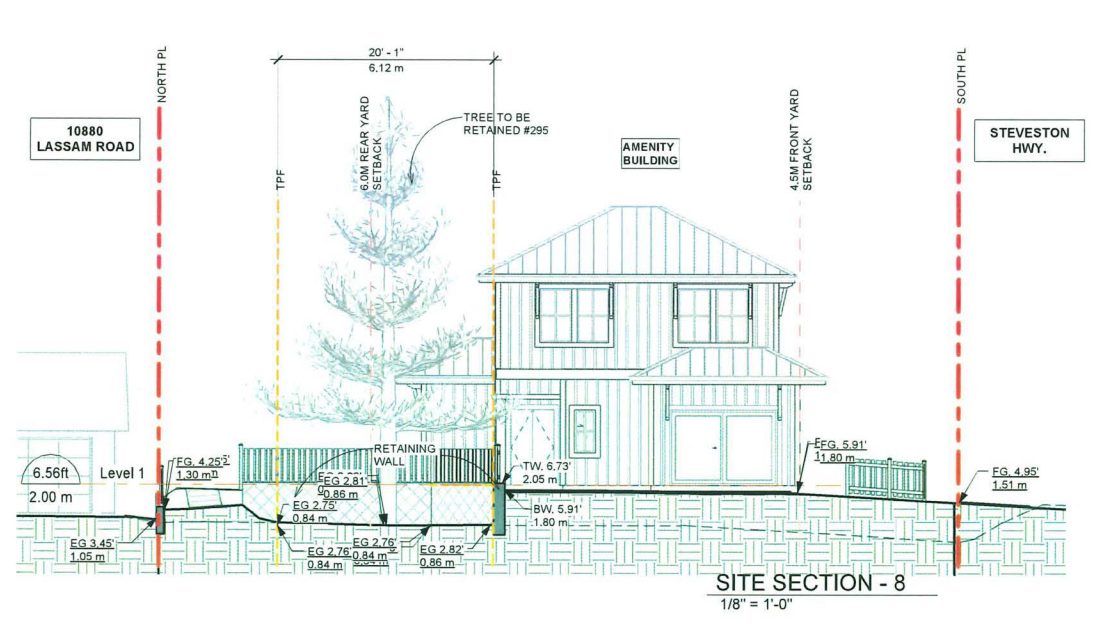 20' - 1"
6.12 m
NORTH PL
SOUTH PL
10880
LASSAM ROAD
6.0M REAR YARD
SETBACK
TREE TO BE
RETAINED #295
AMENITY
BUILDING
4.5M FRONT YARD
SETBACK
STEVESTON
HWY.
TPF
TPF
RETAINING
WALL
6.56ft
Level 1
2.00 m
FG. 4.25'
1.30 m
EG 2.81'
0.86 m
EG 2.75'
0.84 m
TW. 6.73'
2.05 m
BW. 5.91'
1.80 m
FG. 5.91'
1.80 m
FG. 4.95'
1.51 m
EG 3.45'
1.05 m
EG 2.76'
0.84 m
EG 2.76'
0.84 m
EG 2.82'
0.86 m
SITE SECTION - 8
1/8" = 1'-0"